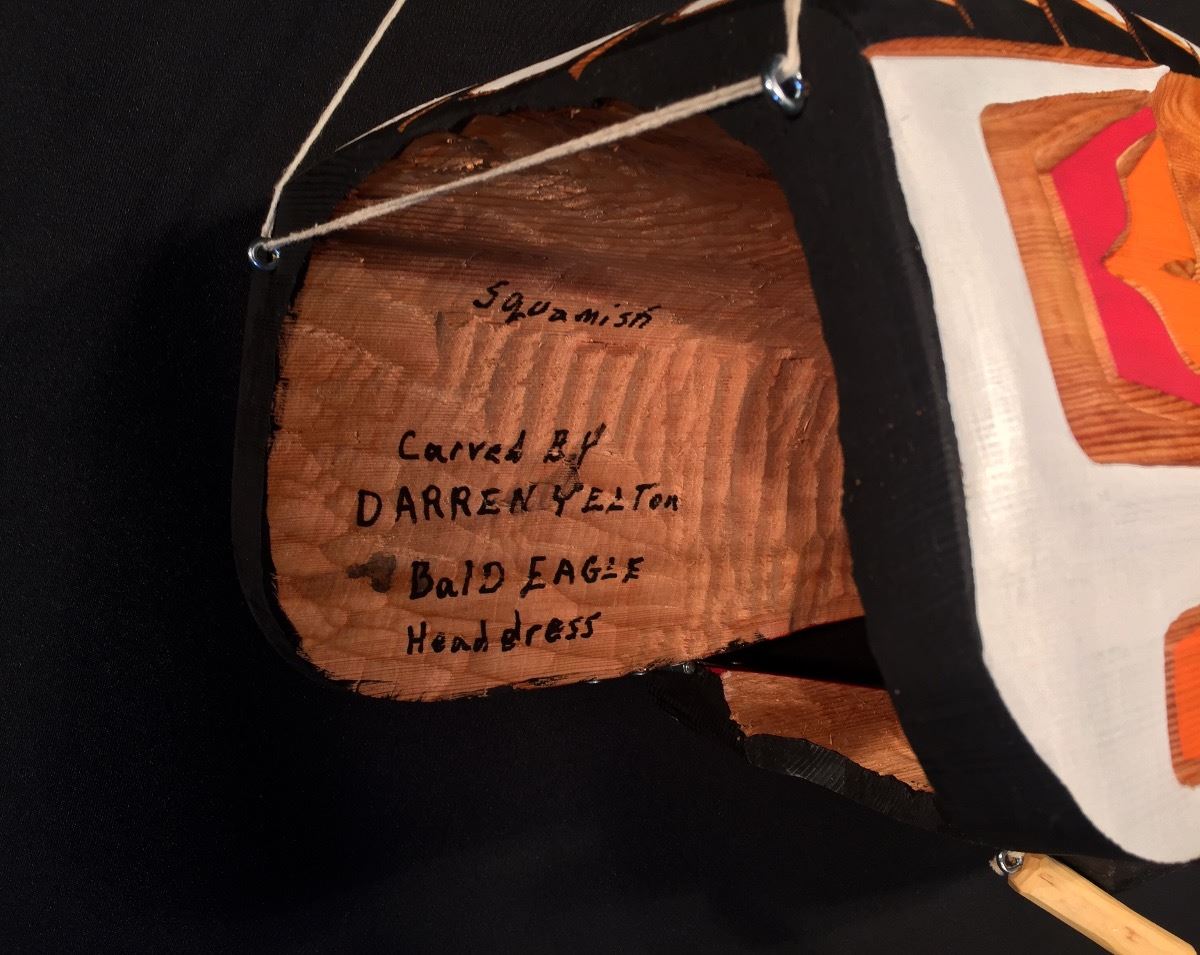 Squamish
Carved BY
DARREN YELTon
BalD EAGLE
Headdress